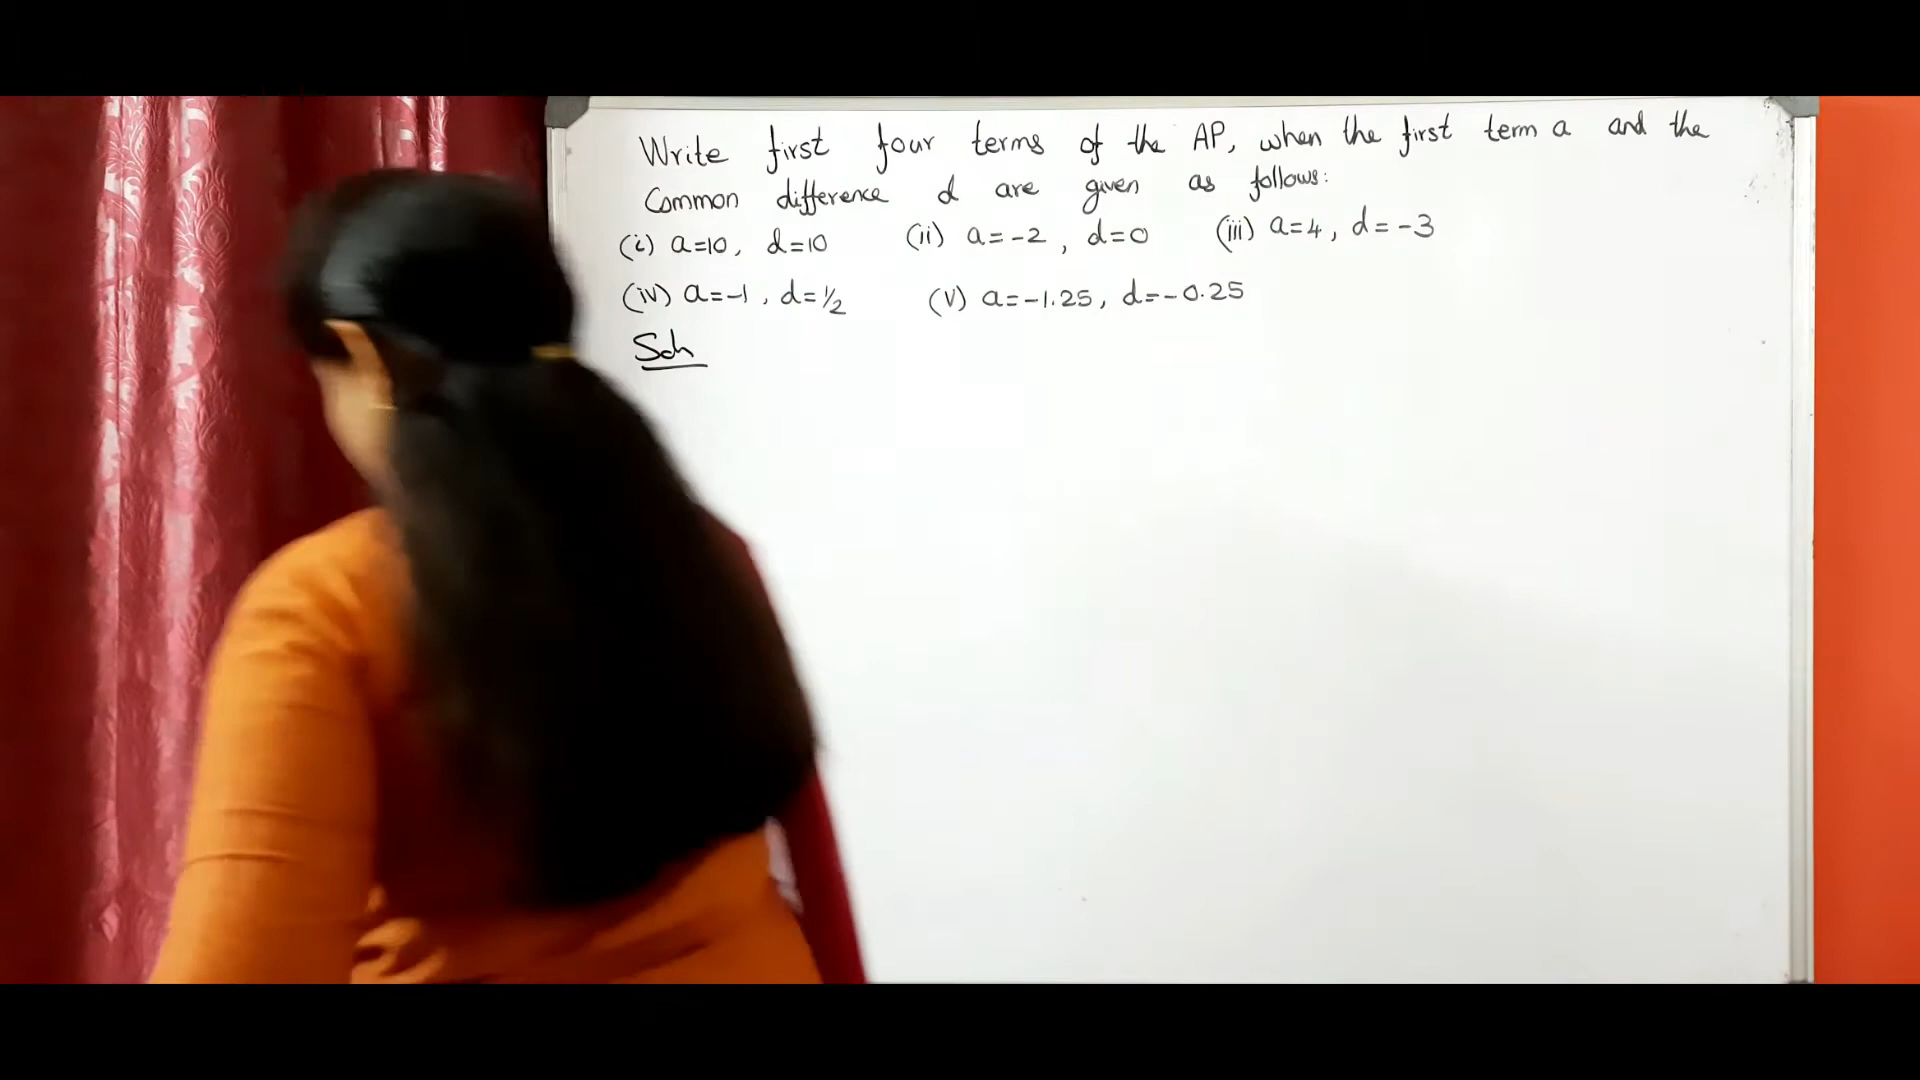 Write first four terms of the AP, when the first term a and the
Common difference d are given as follows:
(i) a=10, d=10 (ii) a=-2, d=0 (iii) a=4, d=-3
(iv) a=-1, d=1/2 (v) a=-1.25, d=-0.25
Soln